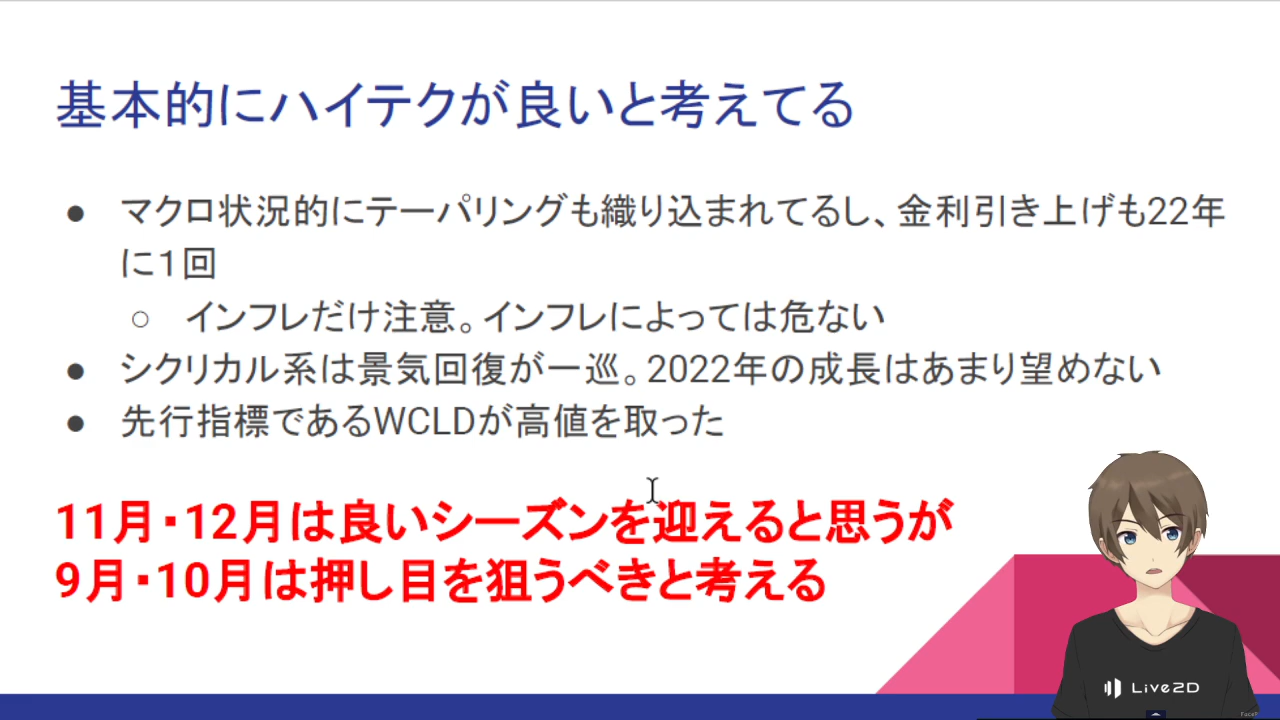 基本的にハイテクが良いと考えてる
● マクロ状況的にテーパリングも織り込まれてるし、金利引き上げも22年
に1回
○ インフレだけ注意。インフレによっては危ない
● シクリカル系は景気回復が一巡。2022年の成長はあまり望めない
● 先行指標であるWCLDが高値を取った
11月・12月は良いシーズンを迎えると思うが
9月・10月は押し目を狙うべきと考える
Live2D